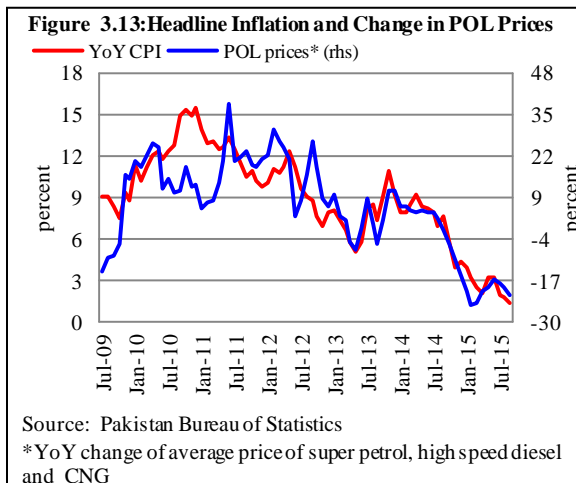 Figure 3.13:Headline Inflation and Change in POL Prices
YoY CPI POL prices* (rhs)
18 48
15 35
12 22
9 9
6 -4
3 -17
0 -30
percent
percent
Jul-09
Jan-10
Jul-10
Jan-11
Jul-11
Jan-12
Jul-12
Jan-13
Jul-13
Jan-14
Jul-14
Jan-15
Jul-15
Source: Pakistan Bureau of Statistics
*YoY change of average price of super petrol, high speed diesel
and CNG